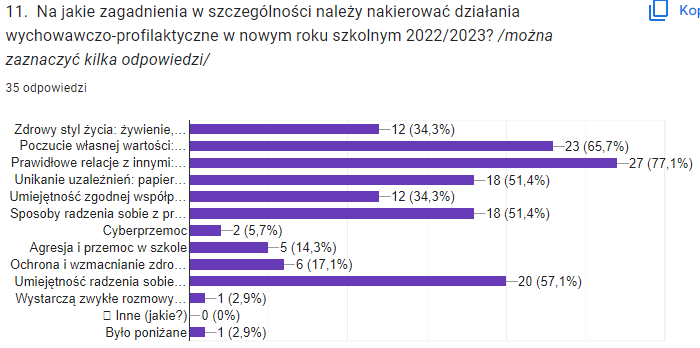 11. Na jakie zagadnienia w szczególności należy nakierować działania
wychowawczo-profilaktyczne w nowym roku szkolnym 2022/2023? /można
zaznaczyć kilka odpowiedzi/
Kop
35 odpowiedzi
Zdrowy styl życia: żywienie,... 12 (34,3%)
Poczucie własnej wartości:... 23 (65,7%)
Prawidłowe relacje z innymi:... 27 (77,1%)
Unikanie uzależnień: papier... 18 (51,4%)
Umiejętność zgodnej współp... 12 (34,3%)
Sposoby radzenia sobie z pr... 18 (51,4%)
Cyberprzemoc 2 (5,7%)
Agresja i przemoc w szkole 5 (14,3%)
Ochrona i wzmacnianie zdro... 6 (17,1%)
Umiejętność radzenia sobie... 20 (57,1%)
Wystarczą zwykłe rozmowy... 1 (2,9%)
Inne (jakie?) 0 (0%)
Było poniżane 1 (2,9%)